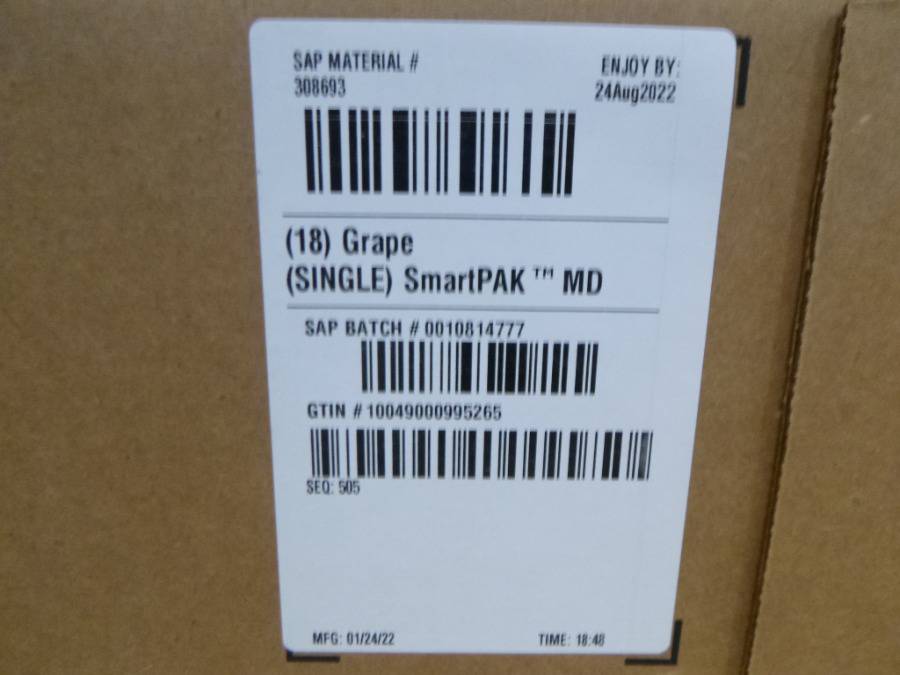 SAP MATERIAL #
308693
ENJOY BY:
24Aug2022
(18) Grape
(SINGLE) SmartPAK ™ MD
SAP BATCH # 0010814777
GTIN # 10049000995265
SEQ: 505
MFG: 01/24/22
TIME: 18:48